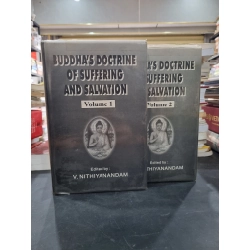 BUDDHA'S DOCTRINE
OF SUFFERING
AND SALVATION
Volume 1
Edited by
V. NITHIYANANDAM
DOCTRINE
SUFFERING
SALVATION
Volume 2
Edited by
NITHIYANANDAM